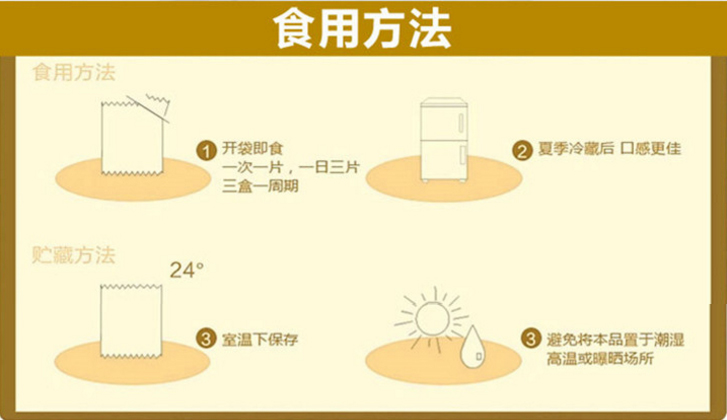 食用方法
食用方法
1 开袋即食
一次一片，一日三片
三盒一周期
2 夏季冷藏后 口感更佳
贮藏方法
24°
3 室温下保存
3 避免将本品置于潮湿
高温或曝晒场所